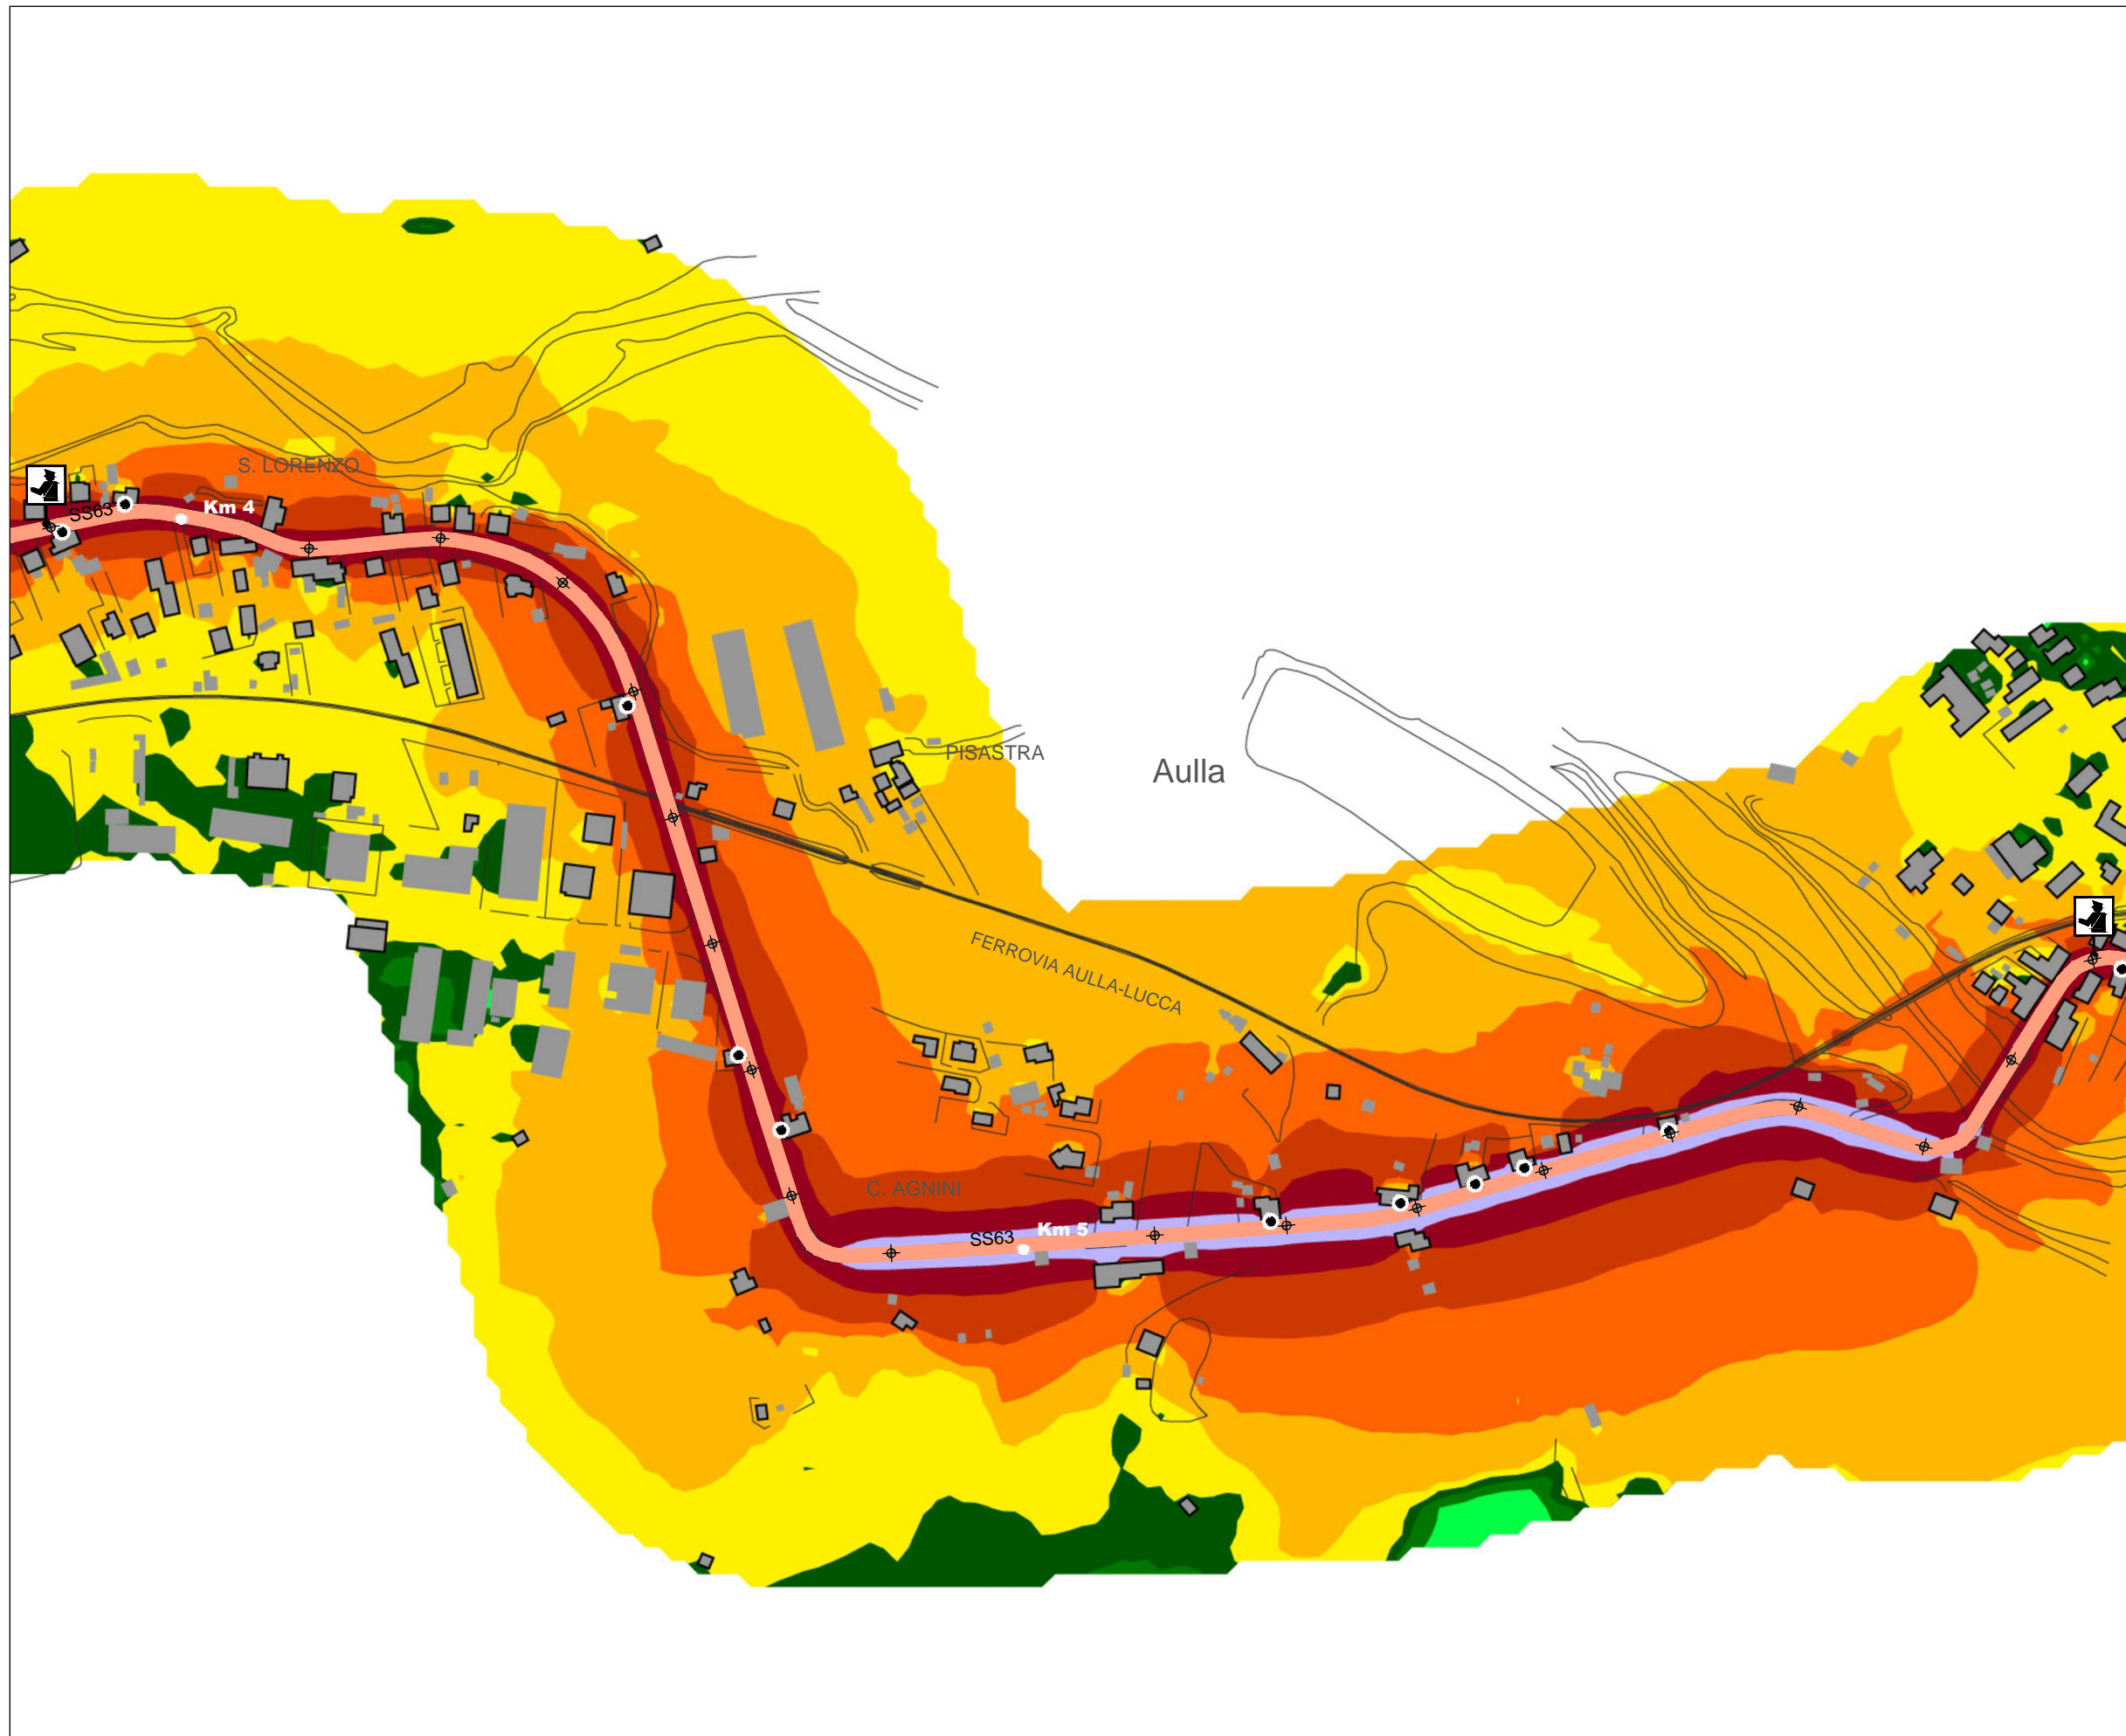 S. LORENZO
Km 4
SS63
PISASTRA
Aulla
FERROVIA AULLA-LUCCA
C. AGNINI
Km 5
SS63